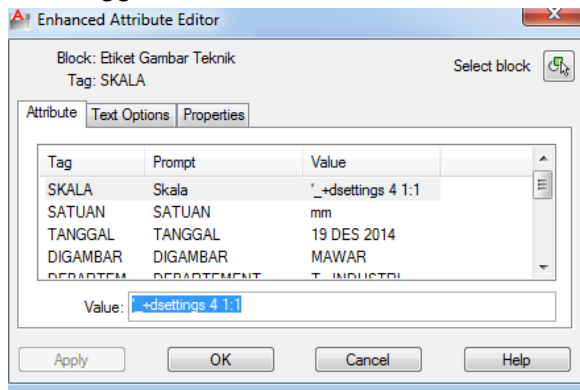 Enhanced Attribute Editor
Block: Etiket Gambar Teknik
Tag: SKALA
Select block
Attribute Text Options Properties
Tag Prompt Value
SKALA Skala '_+dsettings 4 1:1
SATUAN SATUAN mm
TANGGAL TANGGAL 19 DES 2014
DIGAMBAR DIGAMBAR MAWAR
Value: '_+dsettings 4 1:1
Apply OK Cancel Help